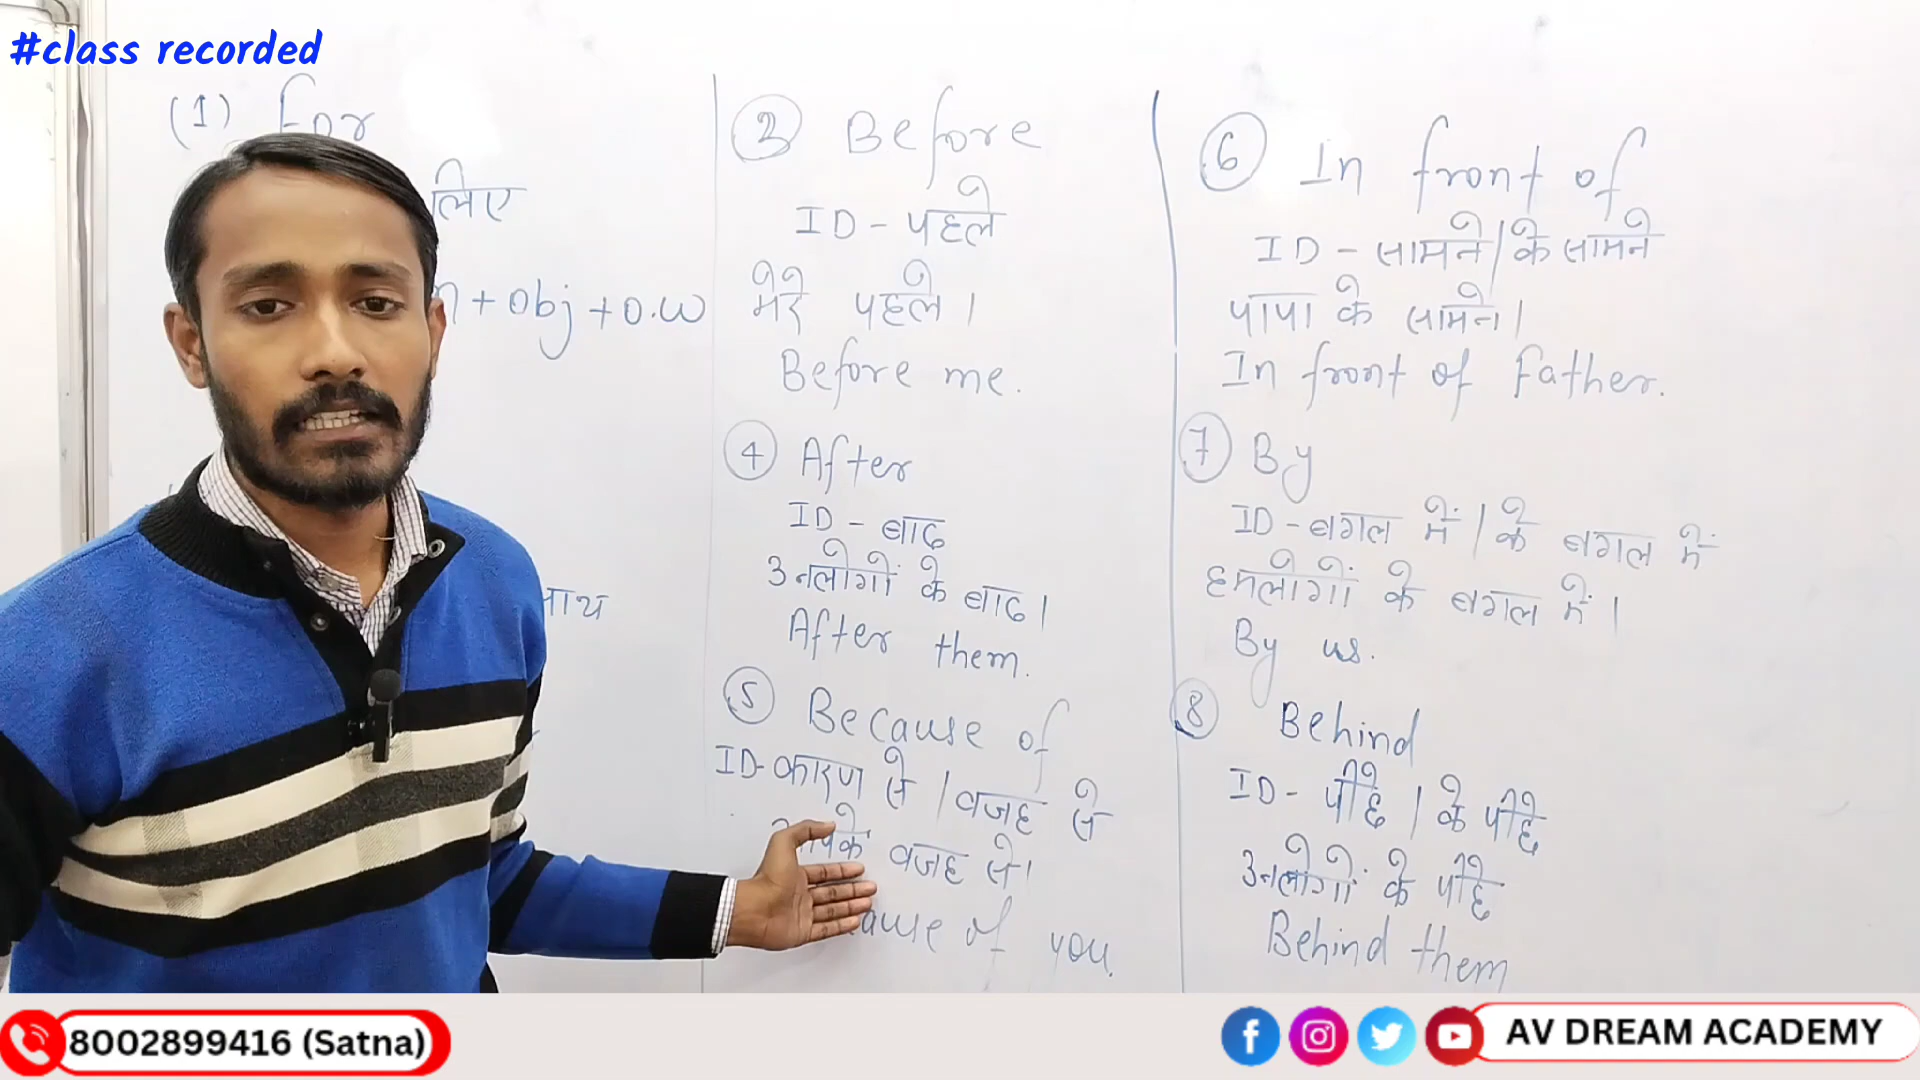 #class recorded
(1) For
लिए
+ obj + o.w
साथ
3 Before
ID - पहले
मेरे पहले।
Before me.
4 After
ID - बाद
उनलोगों के बाद।
After them.
5 Because of
ID- कारण से / वजह से
आपके वजह से।
cause of you.
6 In front of
ID - सामने / के सामने
पापा के सामने।
In front of Father.
7 By
ID - बगल में / के बगल में
हमलोगों के बगल में।
By us.
8 Behind
ID - पीछे / के पीछे
उनलोगों के पीछे
Behind them
8002899416 (Satna)
AV DREAM ACADEMY